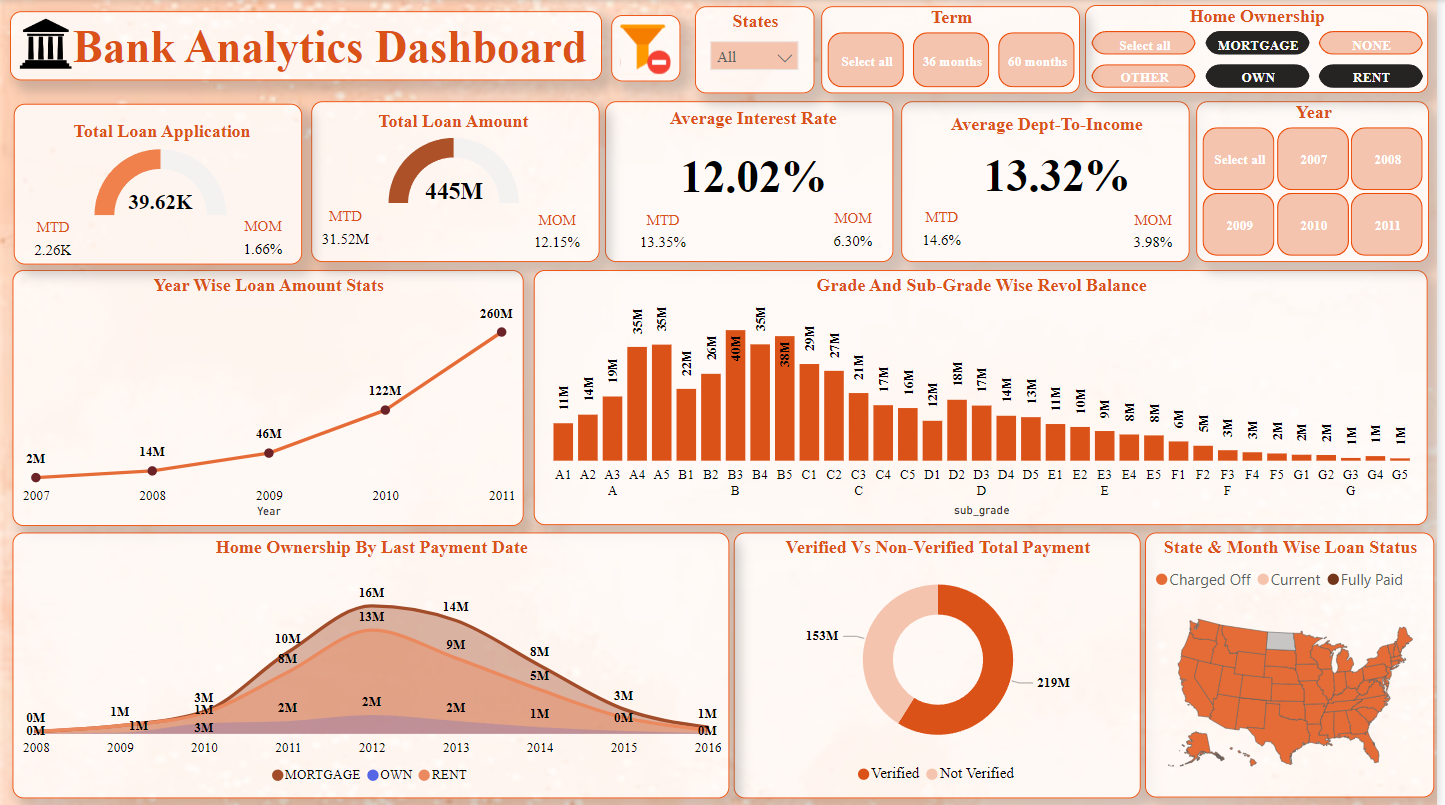 Bank Analytics Dashboard
States
All
Term
Select all
36 months
60 months
Home Ownership
Select all
MORTGAGE
NONE
OTHER
OWN
RENT
Total Loan Application
39.62K
MTD
MOM
2.26K
1.66%
Total Loan Amount
445M
MTD
MOM
31.52M
12.15%
Average Interest Rate
12.02%
MTD
MOM
13.35%
6.30%
Average Dept-To-Income
13.32%
MTD
MOM
14.6%
3.98%
Year
Select all
2007
2008
2009
2010
2011
Year Wise Loan Amount Stats
2M
14M
46M
122M
260M
2007 2008 2009 2010 2011
Year
Grade And Sub-Grade Wise Revol Balance
11M 14M 19M 35M 35M 22M 26M 40M 35M 38M 29M 27M 21M 17M 16M 12M 18M 17M 14M 13M 11M 10M 9M 8M 8M 6M 5M 3M 3M 2M 2M 2M 1M 1M 1M
A1 A2 A3 A4 A5 B1 B2 B3 B4 B5 C1 C2 C3 C4 C5 D1 D2 D3 D4 D5 E1 E2 E3 E4 E5 F1 F2 F3 F4 F5 G1 G2 G3 G4 G5
A B C D E F G
sub_grade
Home Ownership By Last Payment Date
0M 1M 3M 10M 16M 14M 8M 3M 1M
0M 1M 1M 8M 13M 9M 5M 0M 0M
3M 2M 2M 2M 1M
2008 2009 2010 2011 2012 2013 2014 2015 2016
MORTGAGE OWN RENT
Verified Vs Non-Verified Total Payment
153M
219M
Verified Not Verified
State & Month Wise Loan Status
Charged Off Current Fully Paid